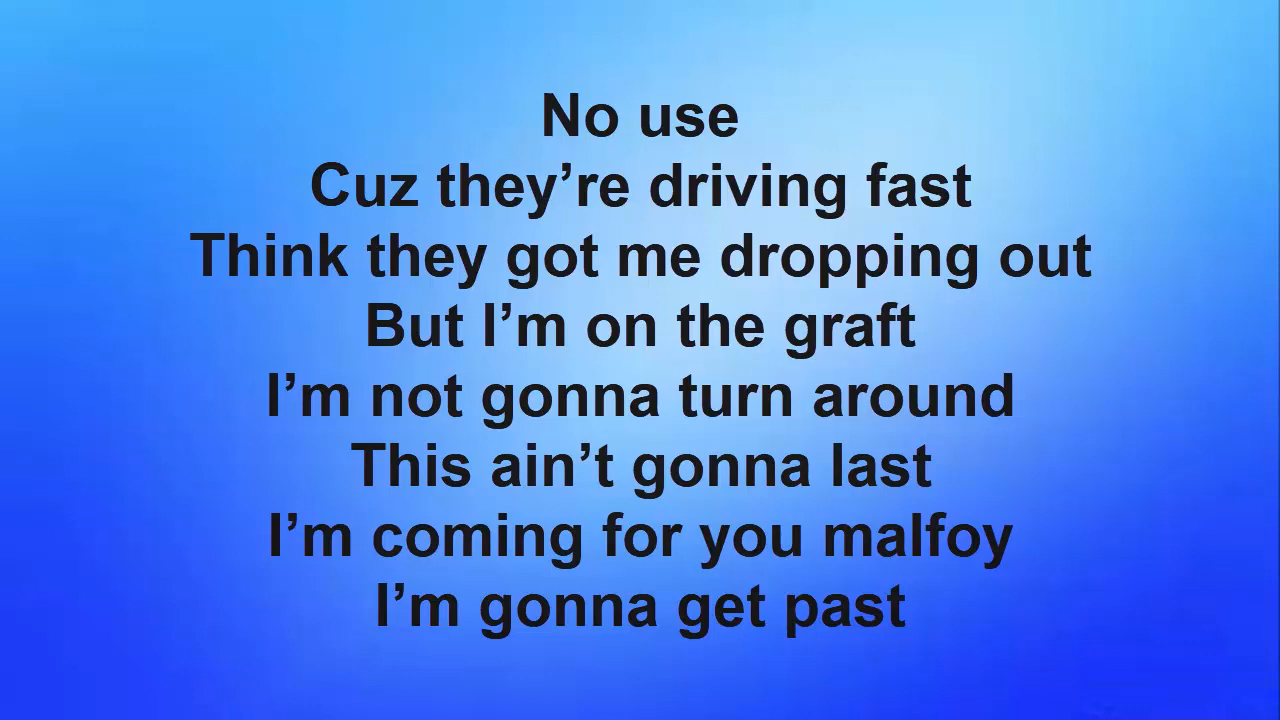 No use
Cuz they’re driving fast
Think they got me dropping out
But I’m on the graft
I’m not gonna turn around
This ain’t gonna last
I’m coming for you malfoy
I’m gonna get past